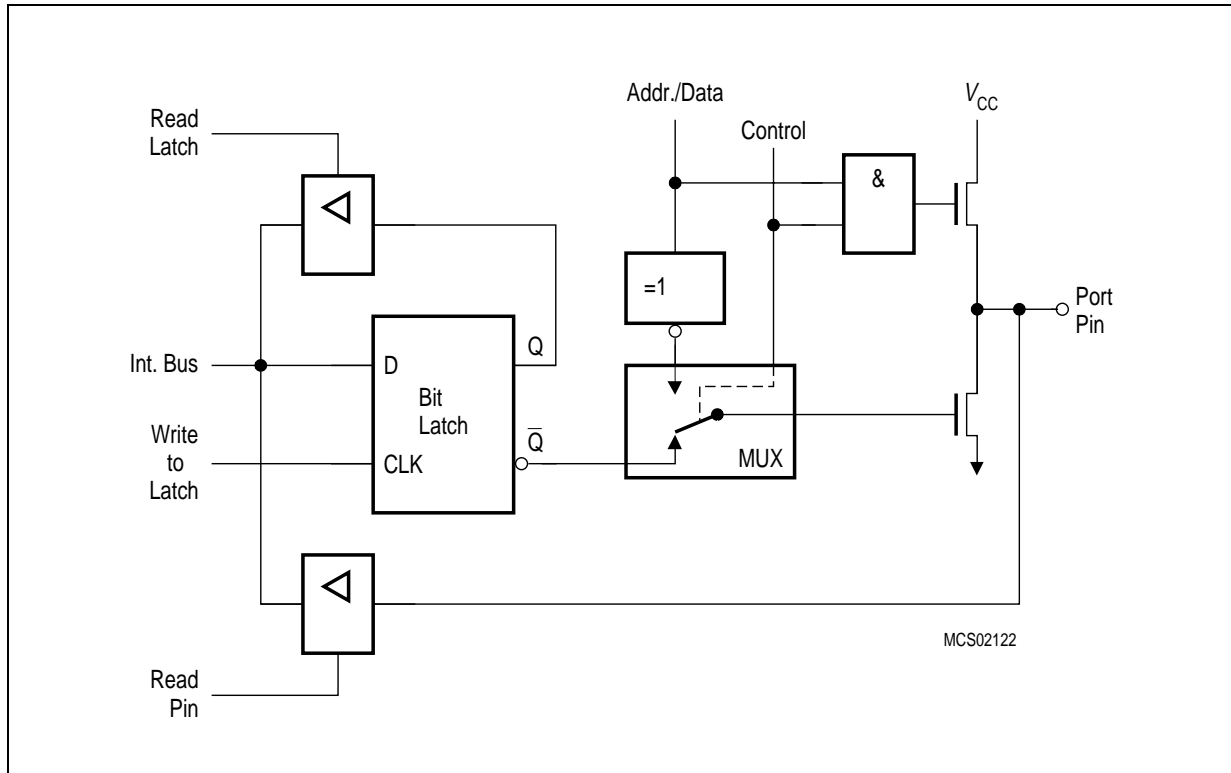 Addr./Data
V
CC
Read
Latch
Control
&
=1
Port
Pin
Int. Bus
D
Q
Bit
Latch
Write
to
Latch
CLK
Q̅
MUX
MCS02122
Read
Pin